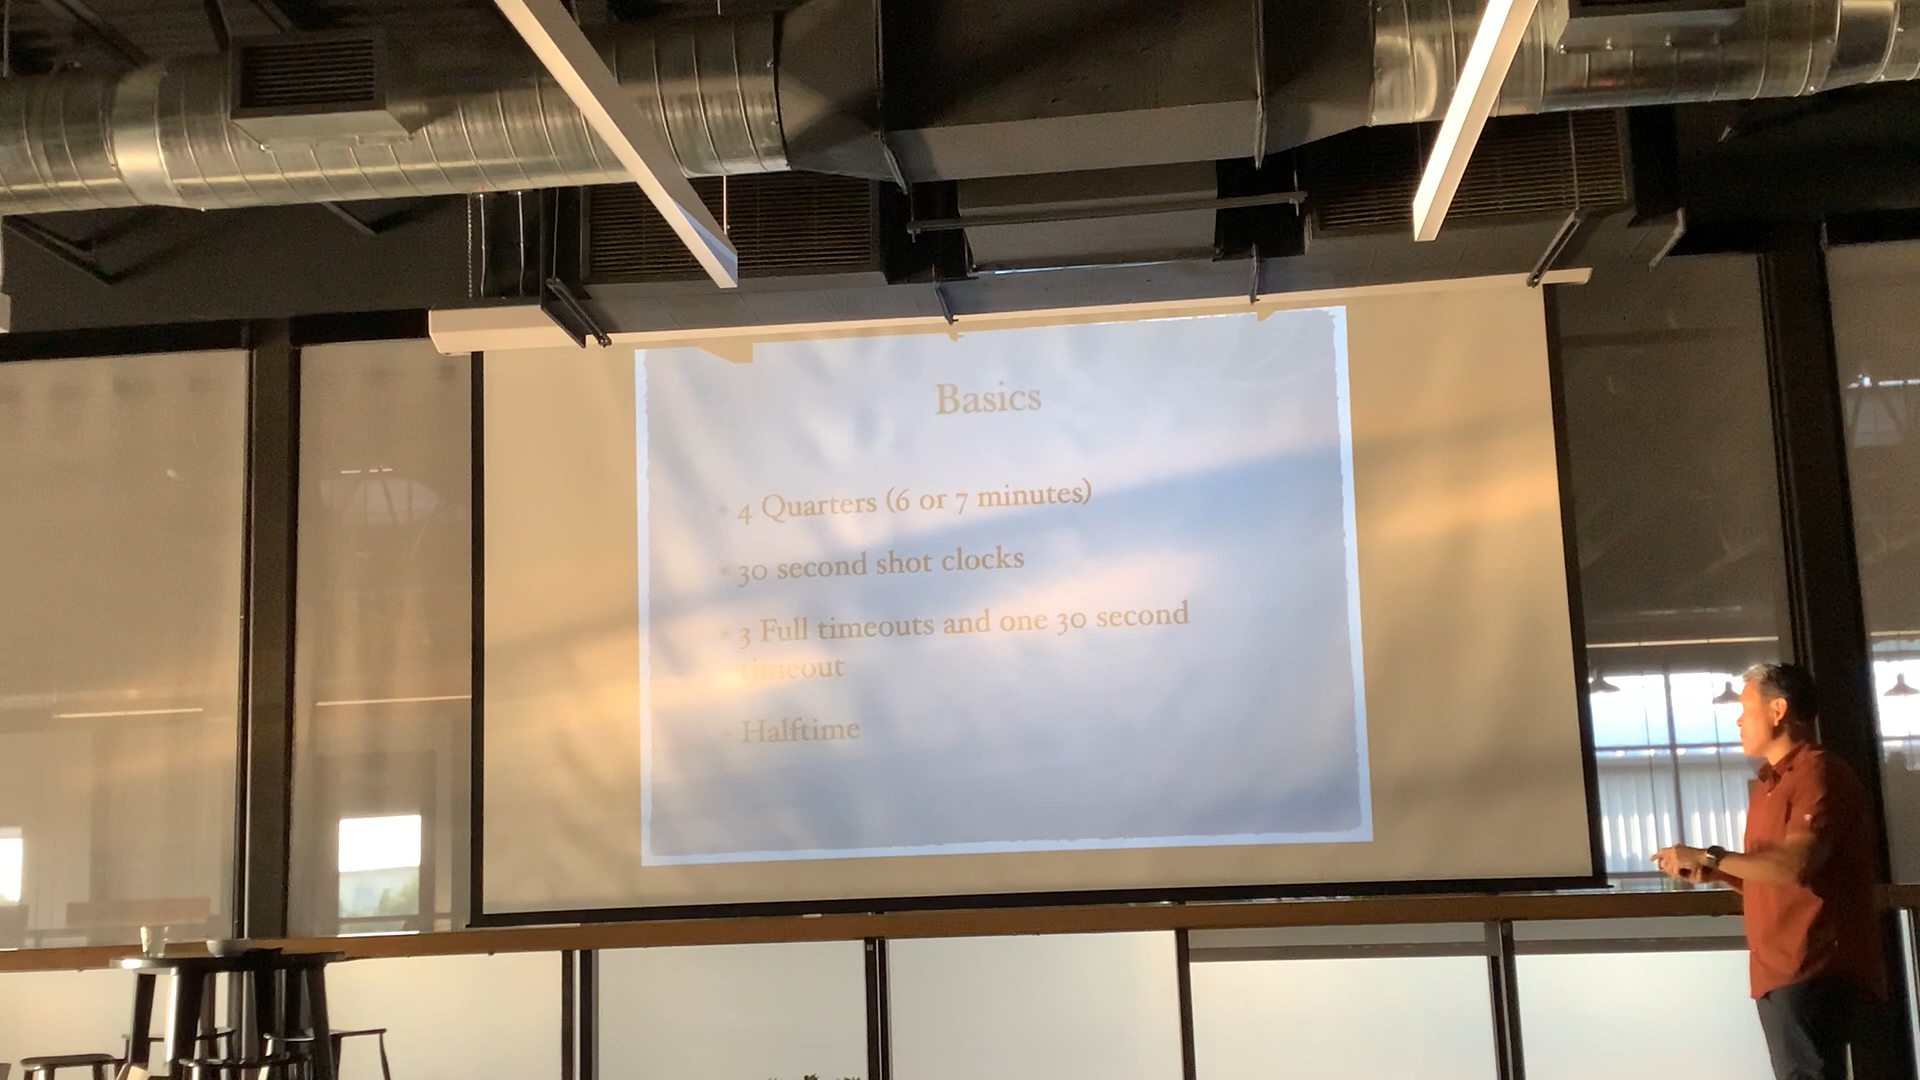 Basics
4 Quarters (6 or 7 minutes)
30 second shot clocks
3 Full timeouts and one 30 second
timeout
Halftime